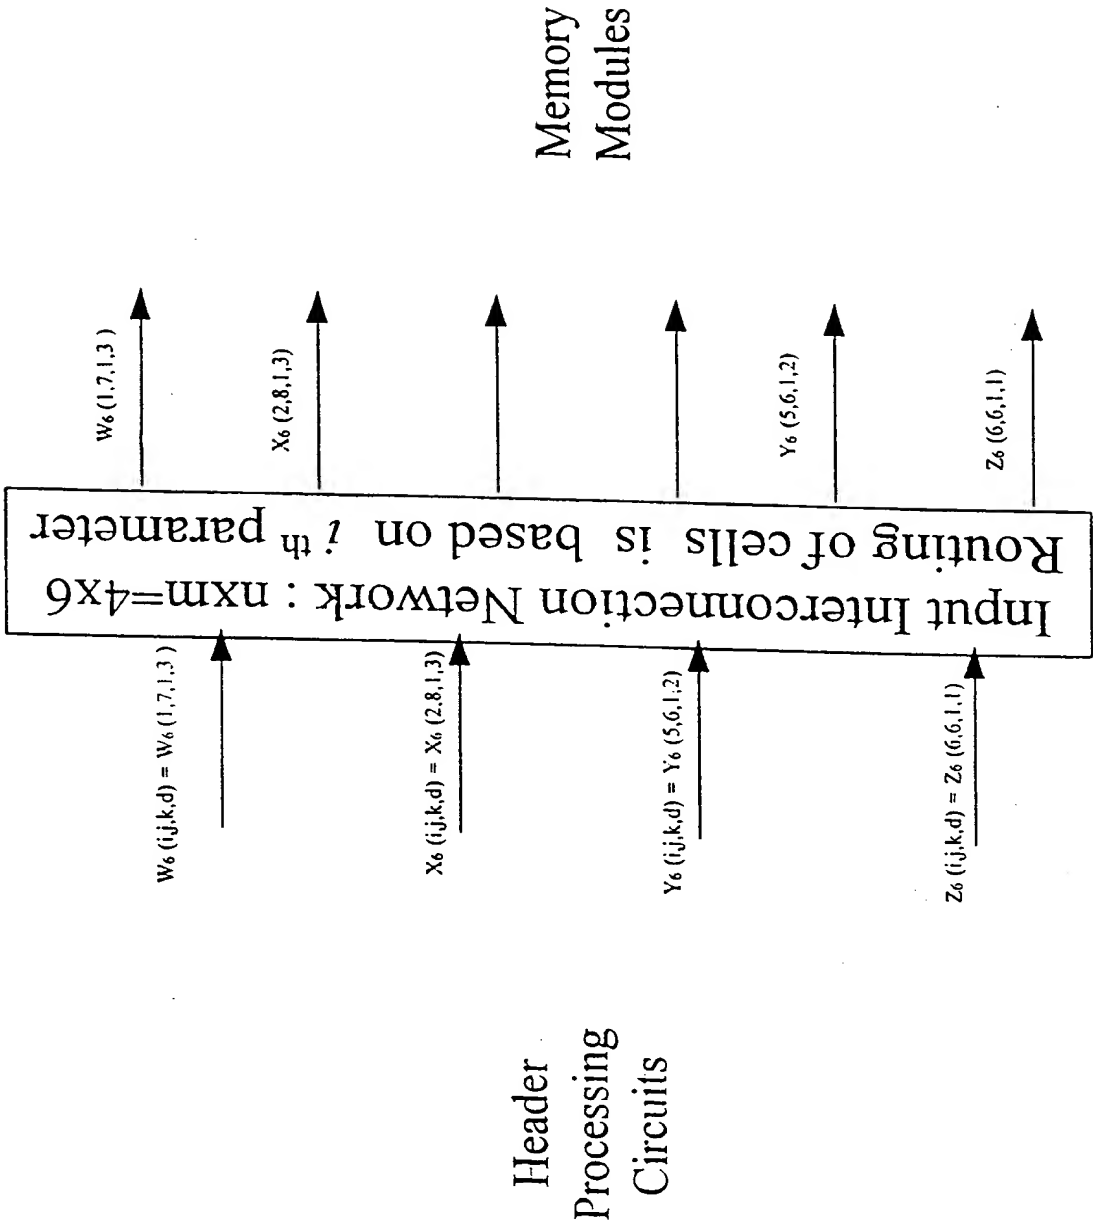 Memory
Modules
W6 (1,7,1,3 )
X6 (2,8,1,3)
Y6 (5,6,1,2)
Z6 (6,6,1,1)
Input Interconnection Network : nxm=4x6
Routing of cells is based on i th parameter
W6 (i,j,k,d) = W6 (1,7,1,3 )
X6 (i,j,k,d) = X6 (2,8,1,3)
Y6 (i,j,k,d) = Y6 (5,6,1,2)
Z6 (i,j,k,d) = Z6 (6,6,1,1)
Header
Processing
Circuits